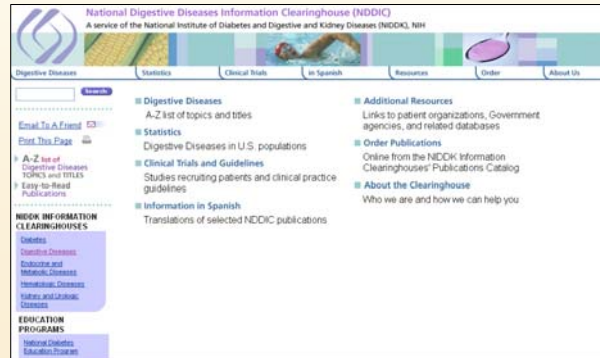 National Digestive Diseases Information Clearinghouse (NDDIC)
A service of the National Institute of Diabetes and Digestive and Kidney Diseases (NIDDK), NIH
Digestive Diseases
Statistics
Clinical Trials
in Spanish
Resources
Order
About Us
Search
Email To A Friend
Print This Page
A-Z list of
Digestive Diseases
TOPICS and TITLES
Easy-to-Read
Publications
NIDDK INFORMATION
CLEARINGHOUSES
Diabetes
Digestive Diseases
Endocrine and
Metabolic Diseases
Hematologic Diseases
Kidney and Urologic
Diseases
EDUCATION
PROGRAMS
National Diabetes
Education Program
Digestive Diseases
A-Z list of topics and titles
Statistics
Digestive Diseases in U.S. populations
Clinical Trials and Guidelines
Studies recruiting patients and clinical practice
guidelines
Information in Spanish
Translations of selected NDDIC publications
Additional Resources
Links to patient organizations, Government
agencies, and related databases
Order Publications
Online from the NIDDK Information
Clearinghouses' Publications Catalog
About the Clearinghouse
Who we are and how we can help you